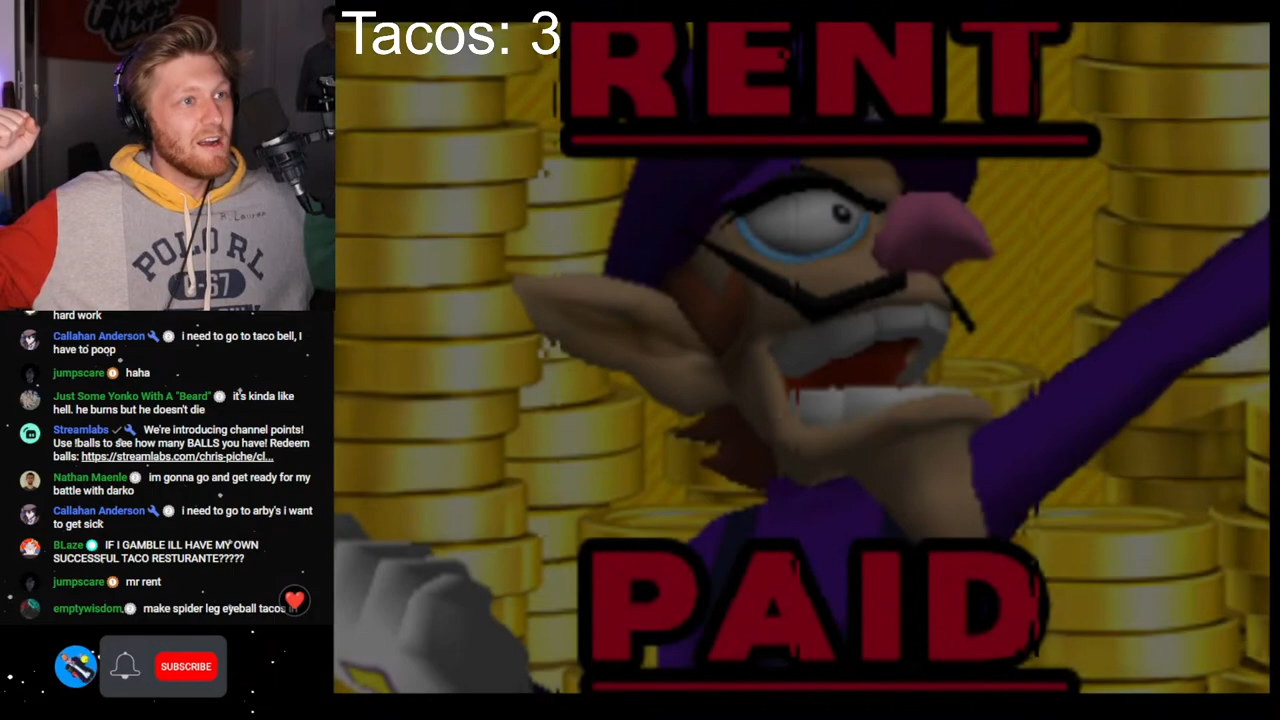 Tacos: 3
RENT
PAID
R. Lauren
POLO RL
-67
hard work
Callahan Anderson i need to go to taco bell, I
have to poop
jumpscare haha
Just Some Yonko With A "Beard" it's kinda like
hell. he burns but he doesn't die
Streamlabs We're introducing channel points!
Use !balls to see how many BALLS you have! Redeem
balls: https://streamlabs.com/chris-piche/cl...
Nathan Maenle im gonna go and get ready for my
battle with darko
Callahan Anderson i need to go to arby's i want
to get sick
BLaze IF I GAMBLE ILL HAVE MY OWN
SUCCESSFUL TACO RESTURANTE?????
jumpscare mr rent
emptywisdom. make spider leg eyeball tacos
SUBSCRIBE